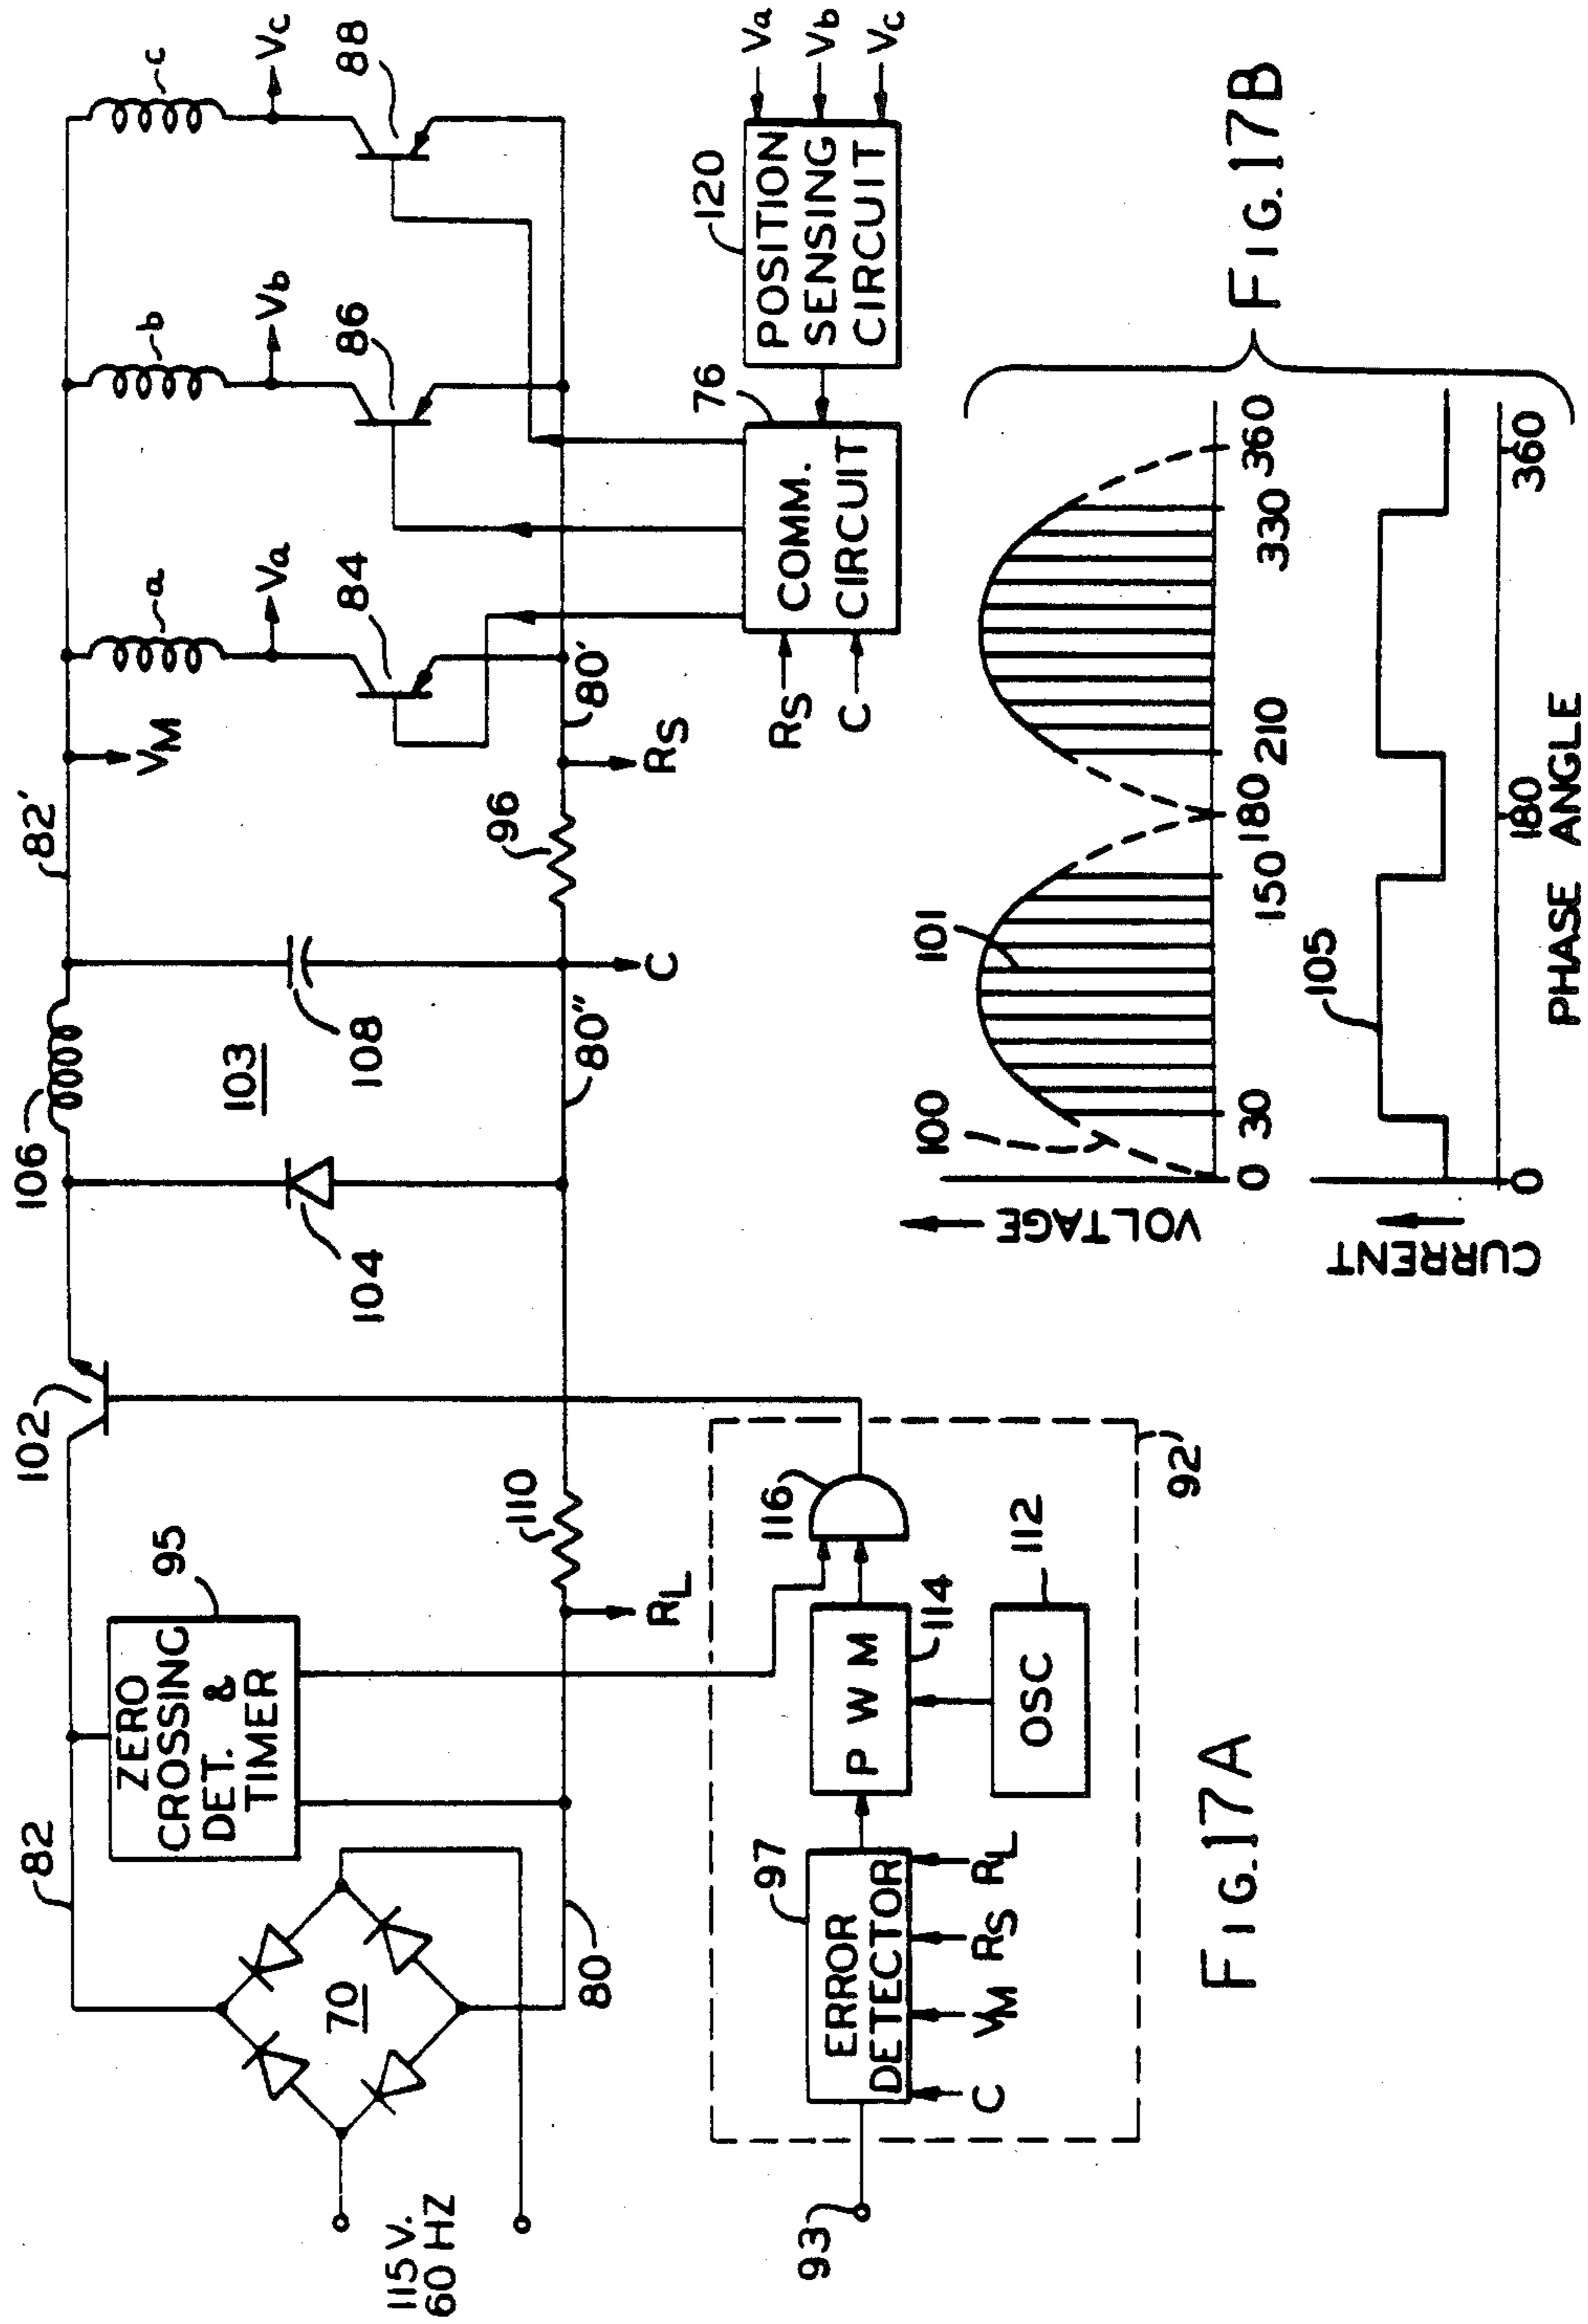 82
ZERO
CROSSING
DET. &
TIMER
95
102
106
103
104
108
82'
VM
a
b
c
Va
Vb
Vc
84
86
88
70
115 V.
60 HZ
80
110
RL
80"
C
96
RS
80'
93
97
ERROR
DETECTOR
C
VM
RS
RL
PWM
114
116
OSC
112
92
RS
C
COMM.
CIRCUIT
76
POSITION
SENSING
CIRCUIT
120
Va
Vb
Vc
FIG.17A
VOLTAGE
100
101
0
30
150
180
210
330
360
CURRENT
105
0
180
360
PHASE ANGLE
FIG.17B